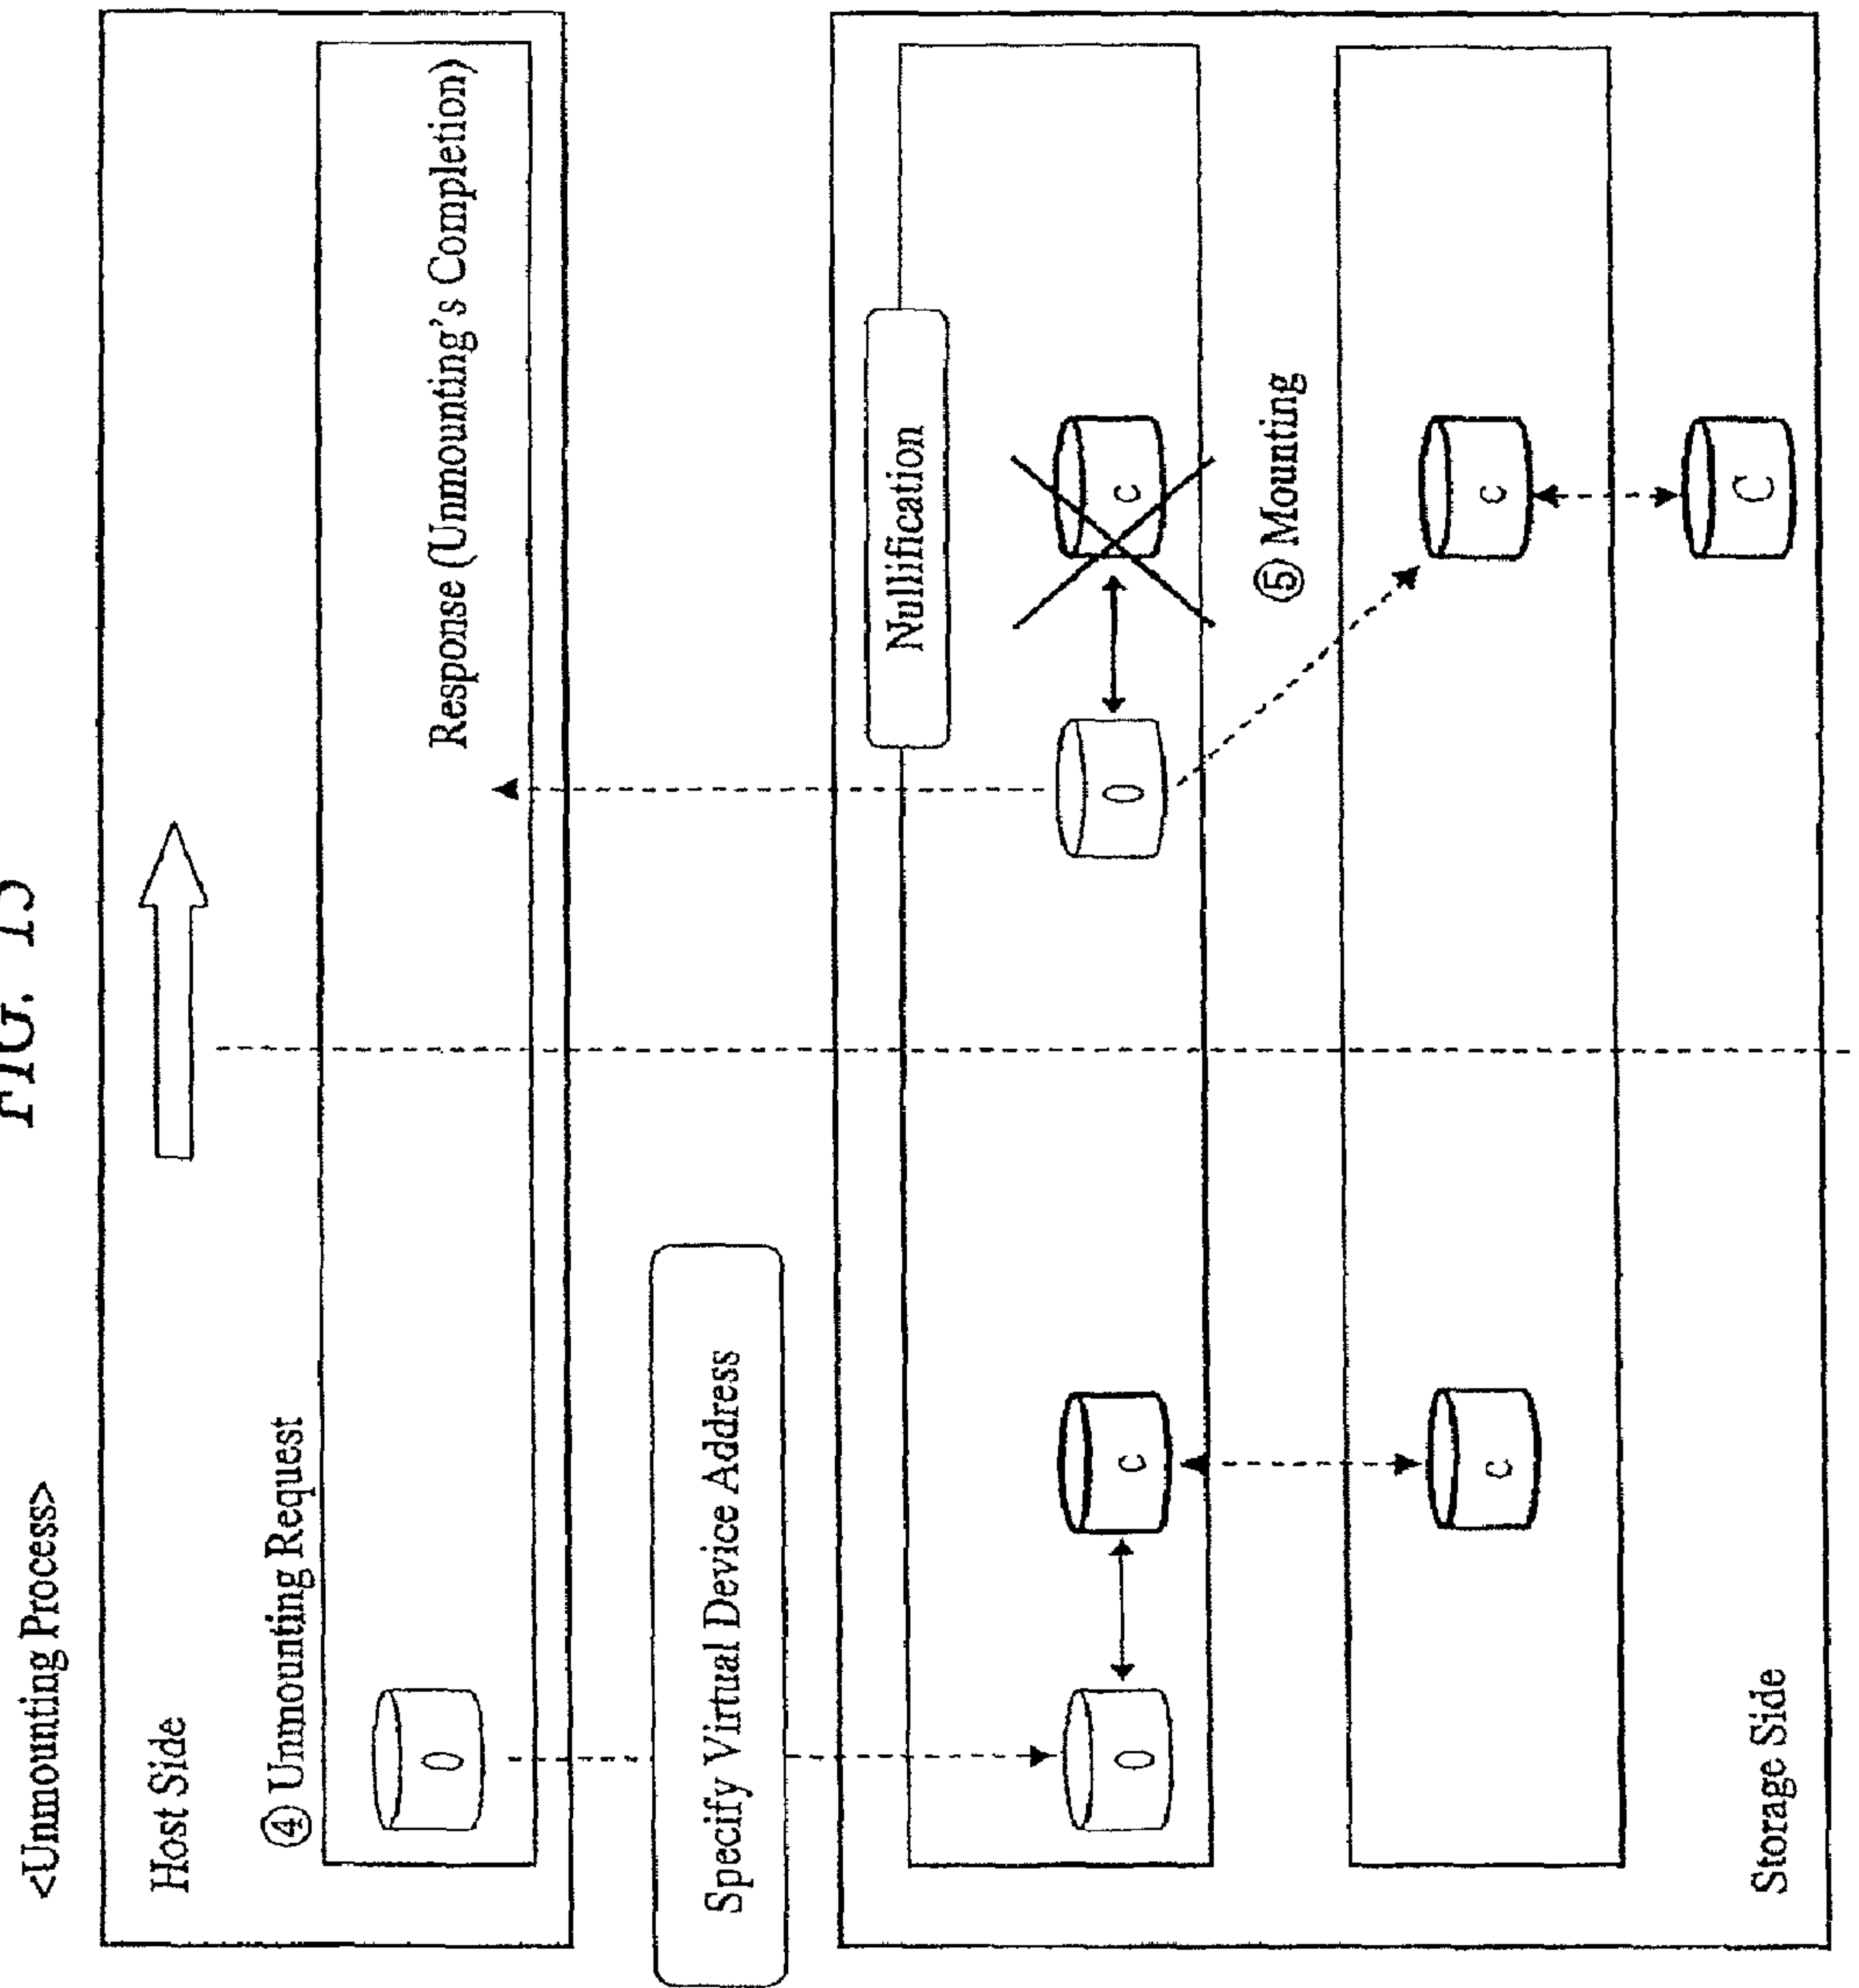 FIG.
<Unmounting Process>
Host Side
④ Unmounting Request
0
Response (Unmounting's Completion)
Specify Virtual Device Address
Nullification
0
c
0
c
⑤ Mounting
c
c
C
Storage Side